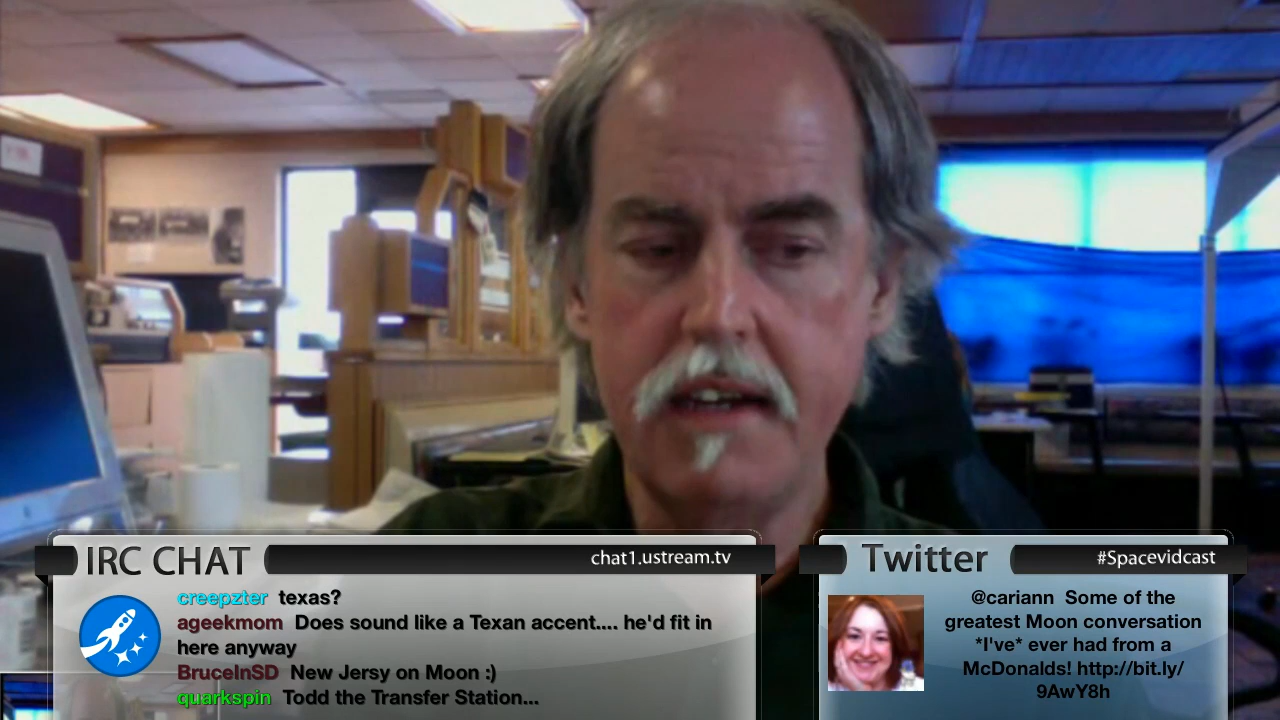 IRC CHAT
chat1.ustream.tv
creepzter texas?
ageekmom Does sound like a Texan accent.... he'd fit in
here anyway
BruceInSD New Jersy on Moon :)
quarkspin Todd the Transfer Station...
Twitter
#Spacevidcast
@cariann Some of the
greatest Moon conversation
*I've* ever had from a
McDonalds! http://bit.ly/
9AwY8h